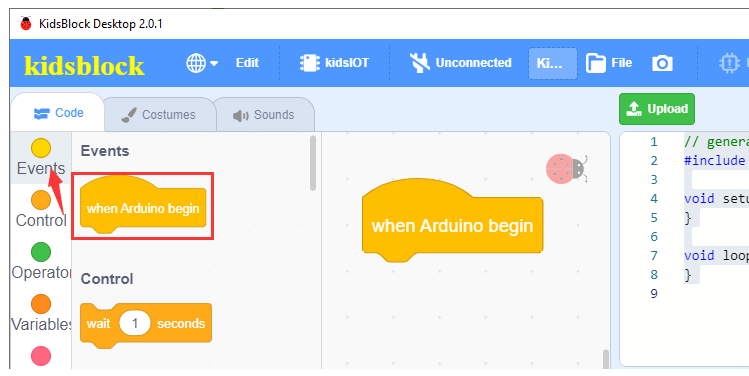 KidsBlock Desktop 2.0.1
kidsblock
Edit
kidsIOT
Unconnected
Ki...
File
Code
Costumes
Sounds
Upload
Events
Control
Operator
Variables
Events
when Arduino begin
Control
wait 1 seconds
when Arduino begin
1 // genera
2 #include
3
4 void setu
5 }
6
7 void loop
8 }
9